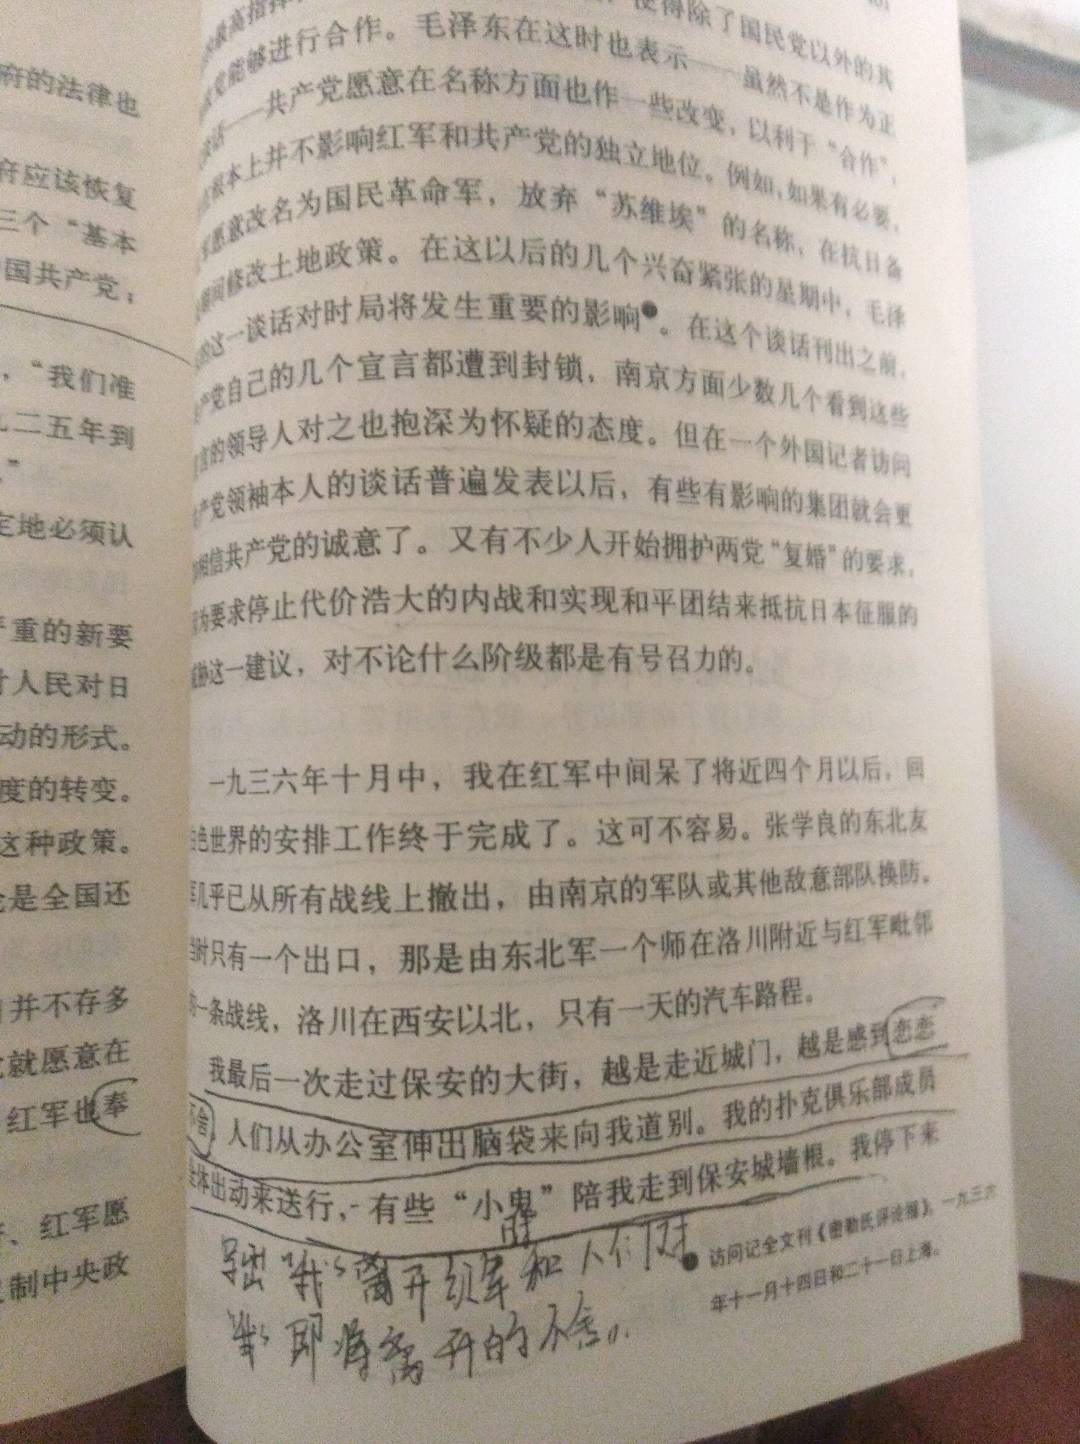 府的法律也
府应该恢复
三个“基本
国共产党；
，“我们准
二五年到
”
定地必须认
重的新要
人民对日
动的形式。
度的转变。
这种政策。
是全国还
并不存多
就愿意在
红军也奉
、红军愿
制中央政
最高指挥
使得除了国民党以外的其
党能够进行合作。毛泽东在这时也表示——虽然不是作为正
——共产党愿意在名称方面也作一些改变，以利于“合作”，
根本上并不影响红军和共产党的独立地位。例如，如果有必要，
愿意改名为国民革命军，放弃“苏维埃”的名称，在抗日备
期间修改土地政策。在这以后的几个兴奋紧张的星期中，毛泽
这一谈话对时局将发生重要的影响●。在这个谈话刊出之前，
产党自己的几个宣言都遭到封锁，南京方面少数几个看到这些
言的领导人对之也抱深为怀疑的态度。但在一个外国记者访问
产党领袖本人的谈话普遍发表以后，有些有影响的集团就会更
相信共产党的诚意了。又有不少人开始拥护两党“复婚”的要求，
为要求停止代价浩大的内战和实现和平团结来抵抗日本征服的
胁这一建议，对不论什么阶级都是有号召力的。
一九三六年十月中，我在红军中间呆了将近四个月以后，回
色世界的安排工作终于完成了。这可不容易。张学良的东北友
军几乎已从所有战线上撤出，由南京的军队或其他敌意部队换防。
当时只有一个出口，那是由东北军一个师在洛川附近与红军毗邻
的一条战线，洛川在西安以北，只有一天的汽车路程。
我最后一次走过保安的大街，越是走近城门，越是感到恋恋
不舍。人们从办公室伸出脑袋来向我道别。我的扑克俱乐部成员
全体出动来送行，有些“小鬼”陪我走到保安城墙根。我停下来
● 访问记全文刊《密勒氏评论报》，一九三六
年十一月十四日和二十一日上海。
时
“我”离开红军和人们对
“我”即将离开的不舍。